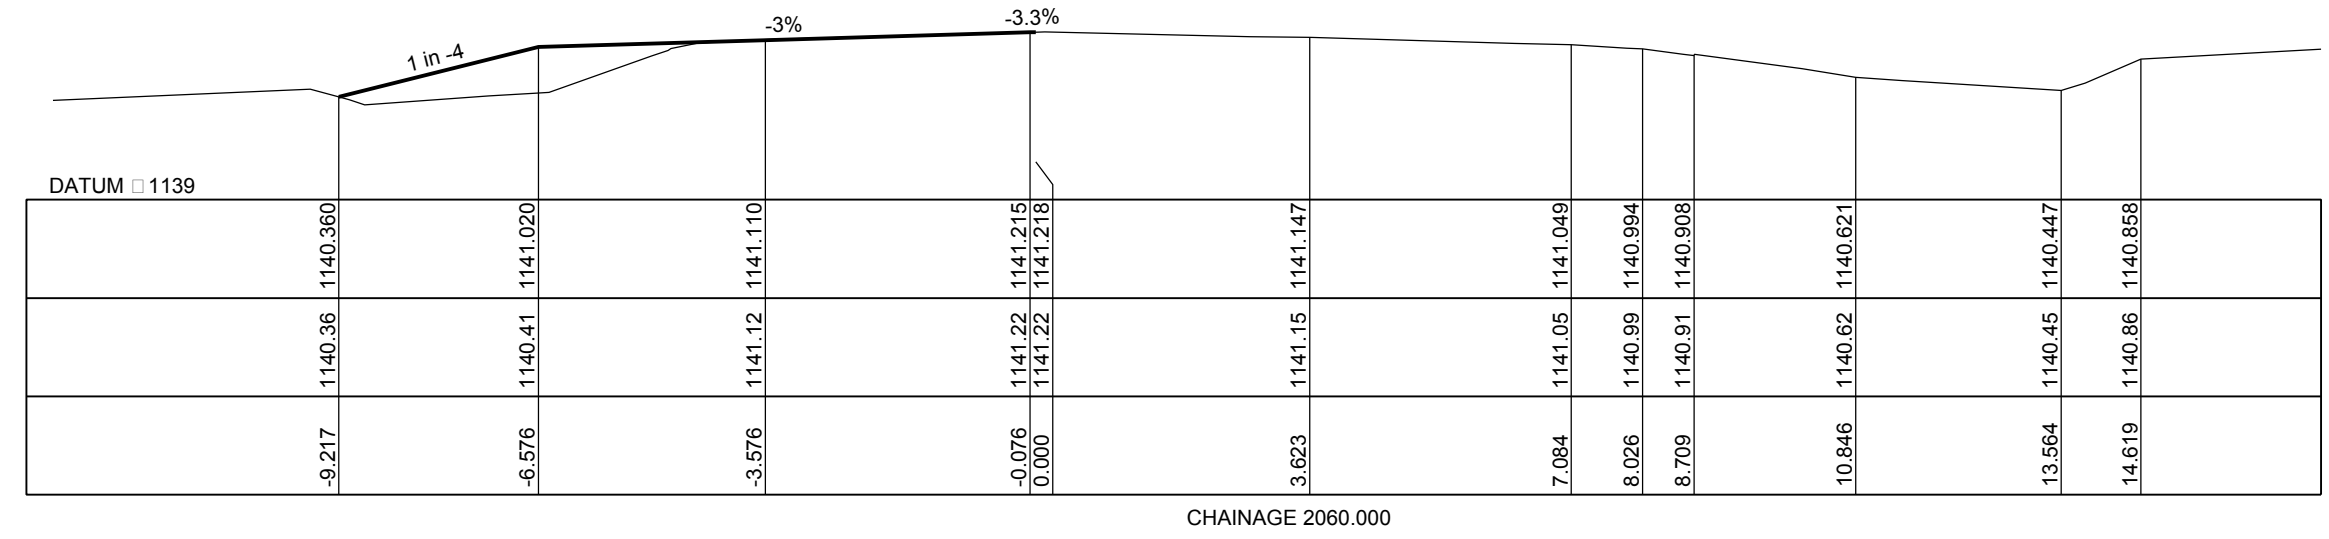 -3.3%
-3%
1 in -4
DATUM □ 1139
1140.360 1141.020 1141.110 1141.215 1141.218 1141.147 1141.049 1140.994 1140.908 1140.621 1140.447 1140.858
1140.36 1140.41 1141.12 1141.22 1141.22 1141.15 1141.05 1140.99 1140.91 1140.62 1140.45 1140.86
-9.217 -6.576 -3.576 -0.076 0.000 3.623 7.084 8.026 8.709 10.846 13.564 14.619
CHAINAGE 2060.000